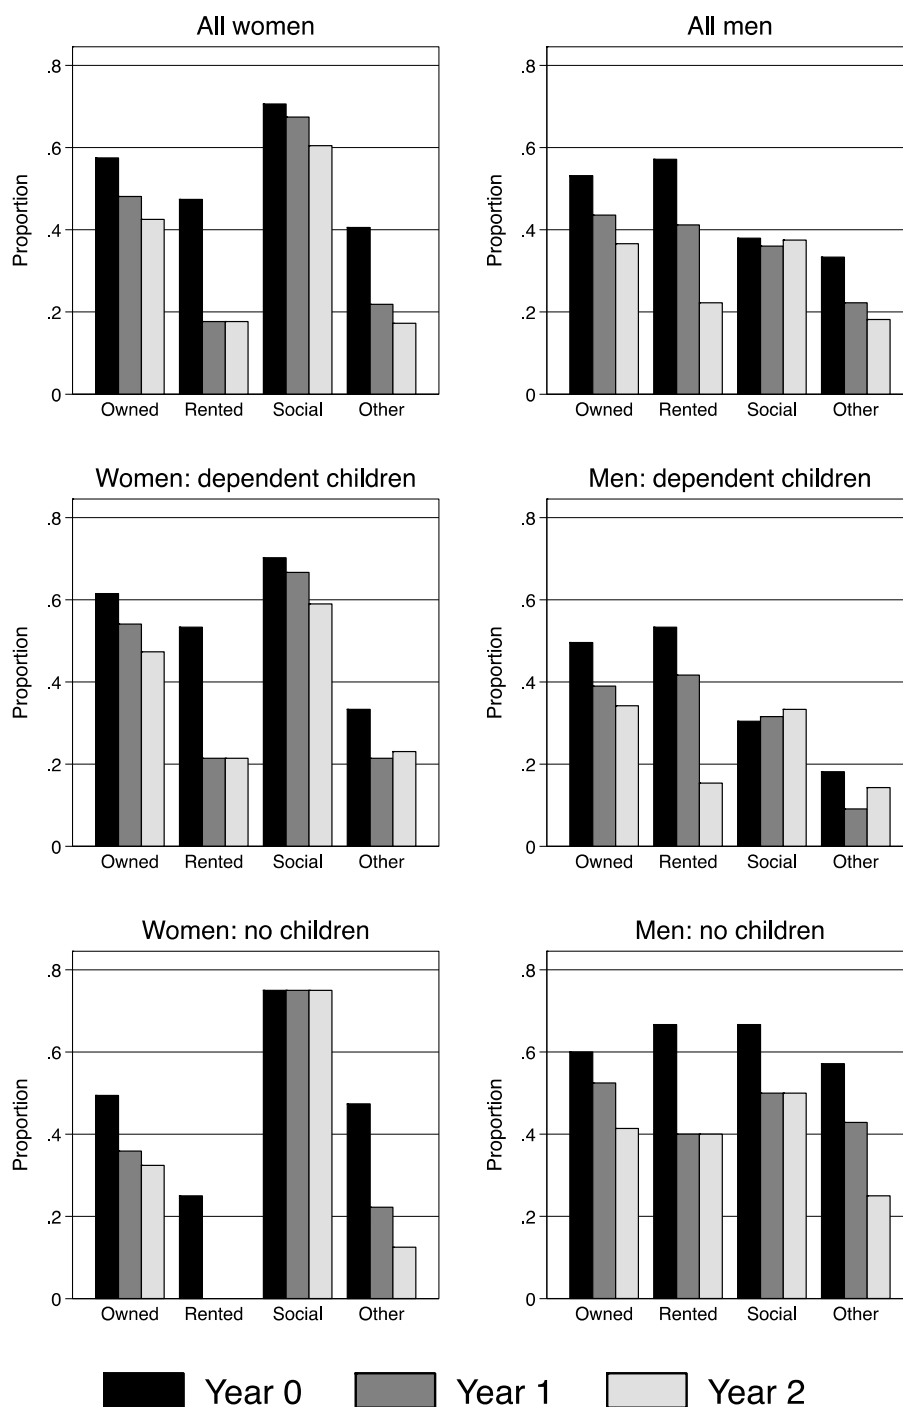 All women
Proportion
.8
.6
.4
.2
0
Owned Rented Social Other
All men
Proportion
.8
.6
.4
.2
0
Owned Rented Social Other
Women: dependent children
Proportion
.8
.6
.4
.2
0
Owned Rented Social Other
Men: dependent children
Proportion
.8
.6
.4
.2
0
Owned Rented Social Other
Women: no children
Proportion
.8
.6
.4
.2
0
Owned Rented Social Other
Men: no children
Proportion
.8
.6
.4
.2
0
Owned Rented Social Other
Year 0 Year 1 Year 2